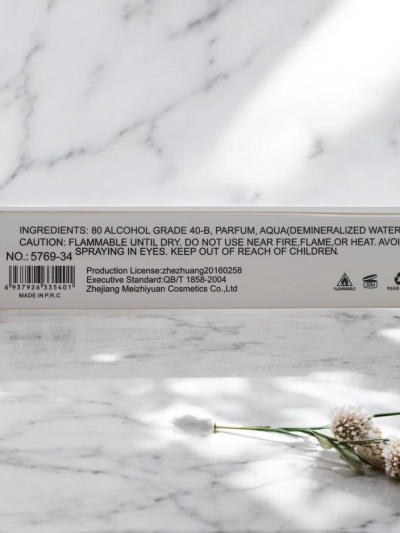 INGREDIENTS: 80 ALCOHOL GRADE 40-B, PARFUM, AQUA(DEMINERALIZED WATER
CAUTION: FLAMMABLE UNTIL DRY. DO NOT USE NEAR FIRE,FLAME,OR HEAT. AVOI
SPRAYING IN EYES. KEEP OUT OF REACH OF CHILDREN.
NO.: 5769-34
6 937926 335401
MADE IN P.R.C
Production License:zhezhuang20160258
Executive Standard:QB/T 1858-2004
Zhejiang Meizhiyuan Cosmetics Co.,Ltd
FLAMMABLE